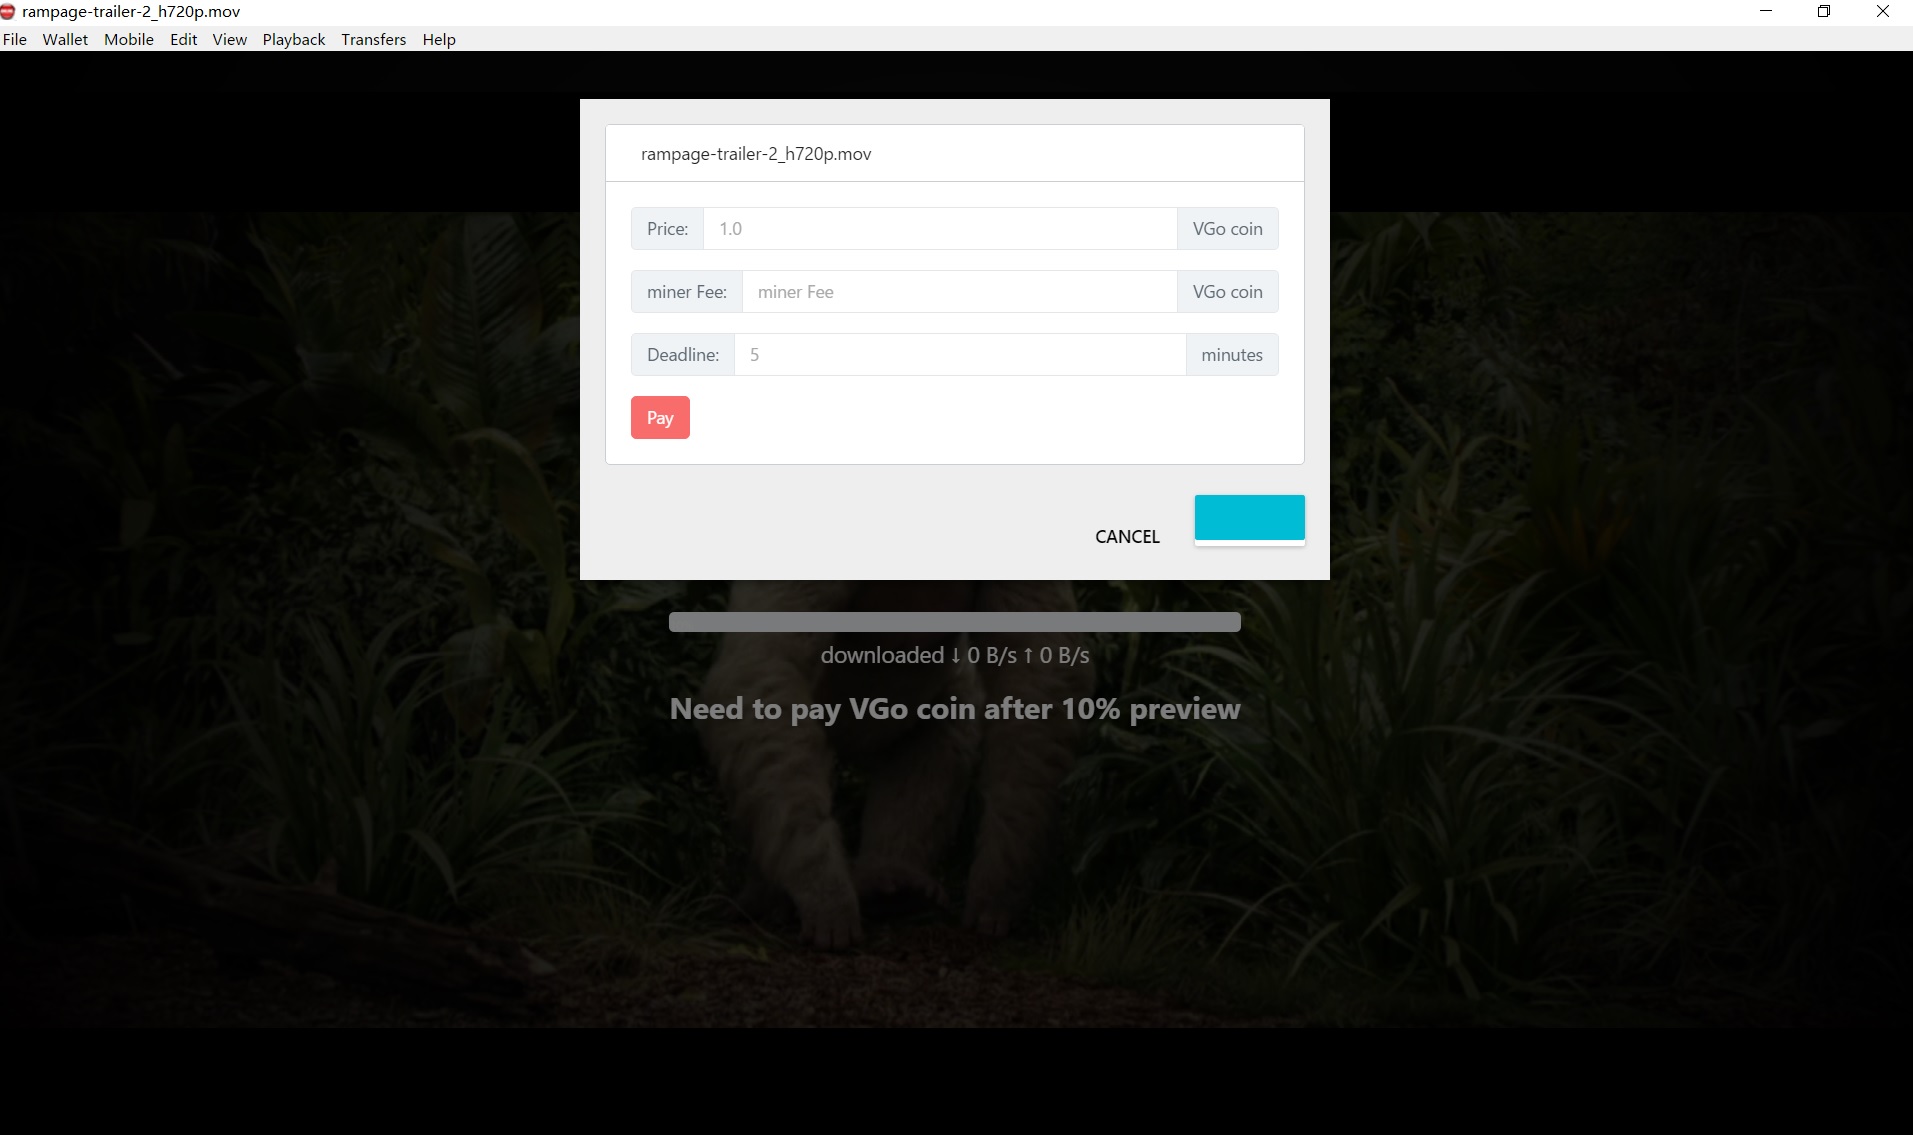 rampage-trailer-2_h720p.mov
File Wallet Mobile Edit View Playback Transfers Help
rampage-trailer-2_h720p.mov
Price: 1.0 VGo coin
miner Fee: miner Fee VGo coin
Deadline: 5 minutes
Pay
CANCEL
downloaded ↓ 0 B/s ↑ 0 B/s
Need to pay VGo coin after 10% preview